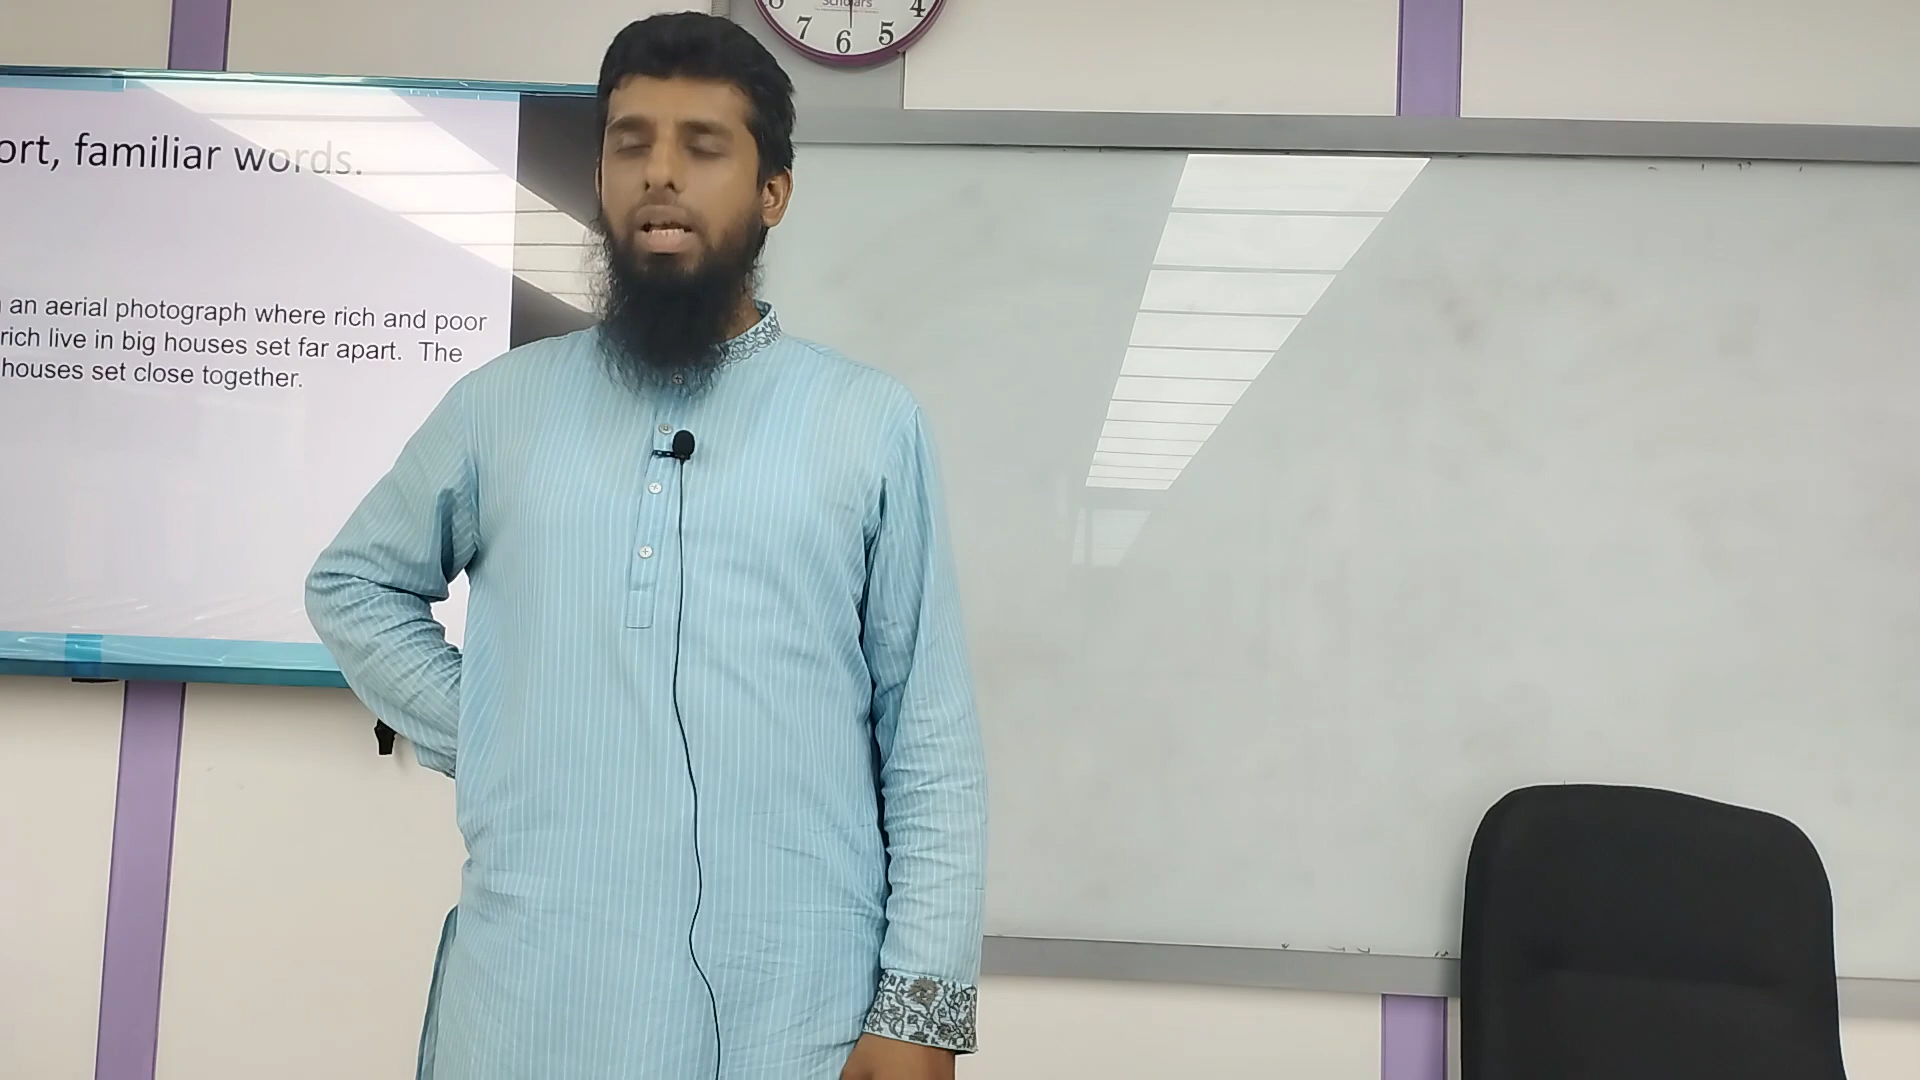 Scholars
4
7 6 5
ort, familiar words.
an aerial photograph where rich and poor
rich live in big houses set far apart. The
houses set close together.